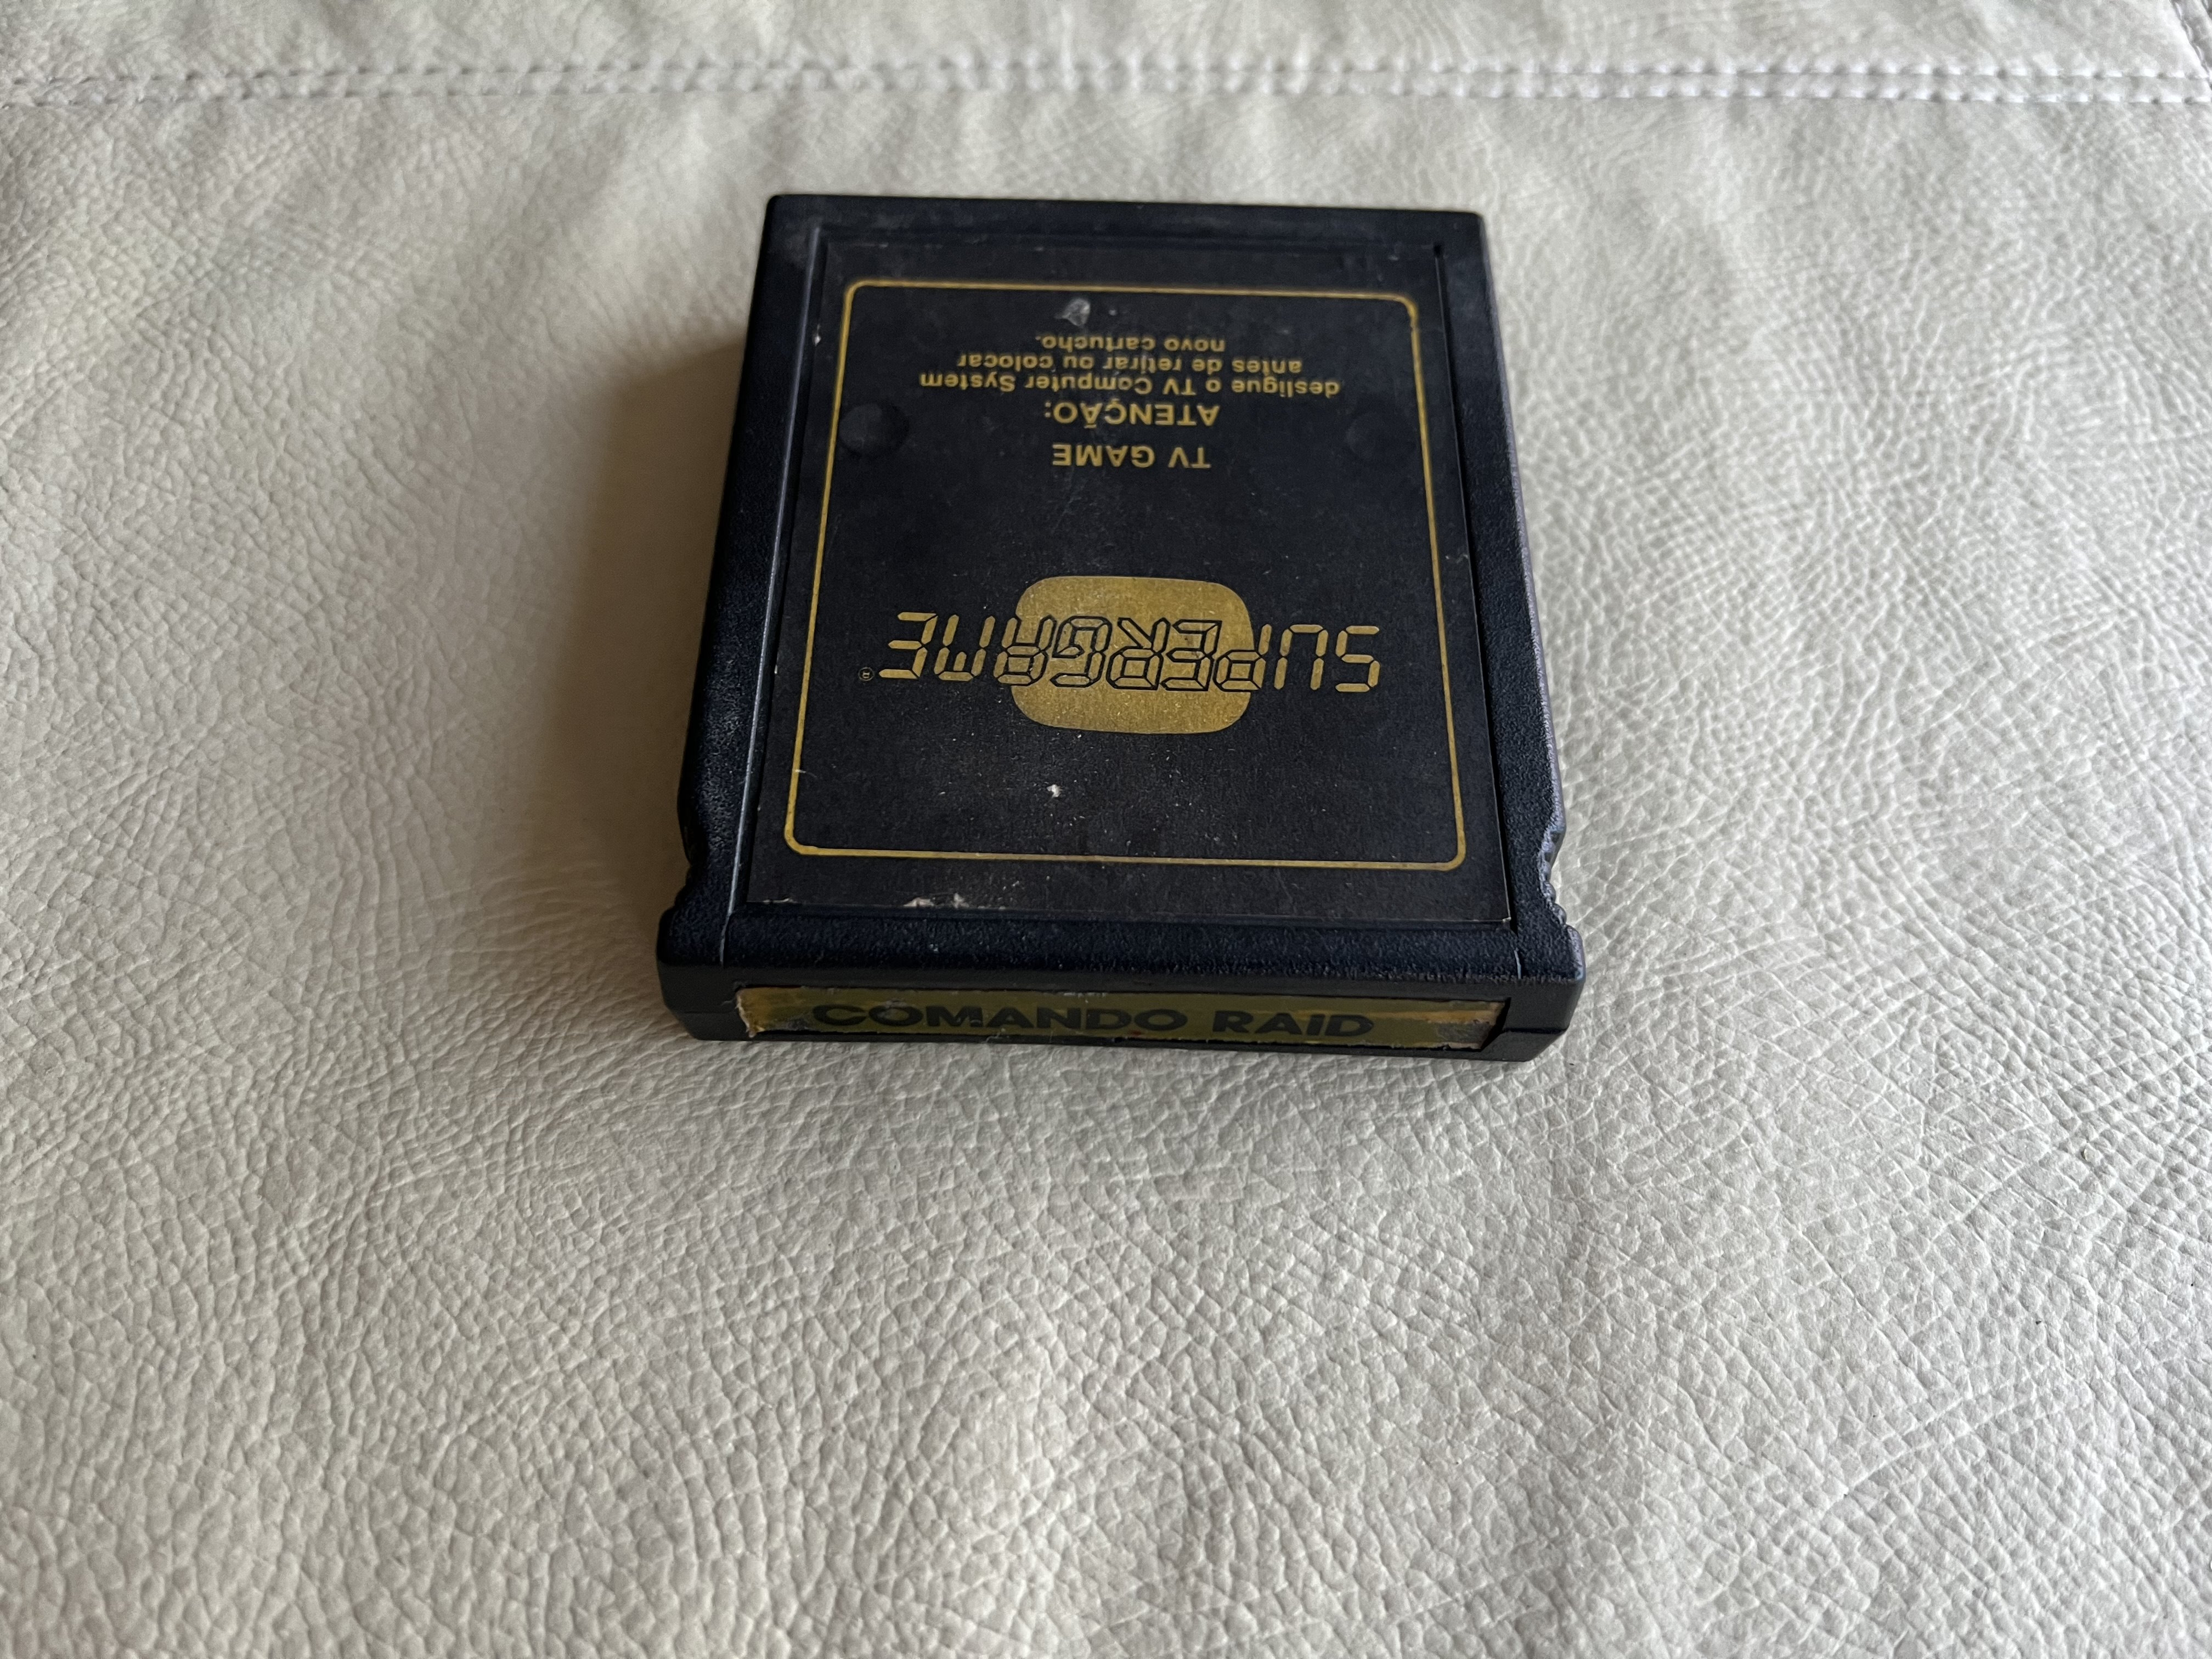 SUPERGAME®
TV GAME
ATENÇÃO:
desligue o TV Computer System
antes de retirar ou colocar
novo cartucho.
COMANDO RAID